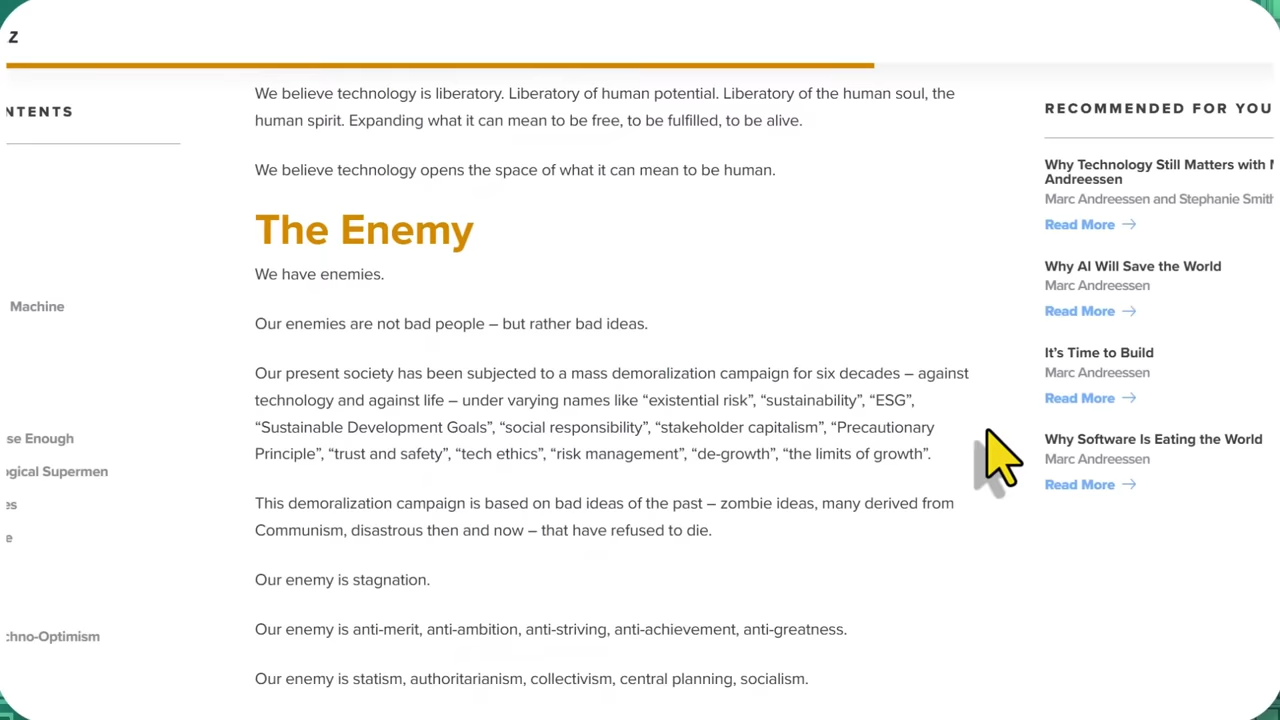 z
NTENTS
Machine
se Enough
ogical Supermen
es
e
chno-Optimism
We believe technology is liberatory. Liberatory of human potential. Liberatory of the human soul, the
human spirit. Expanding what it can mean to be free, to be fulfilled, to be alive.
We believe technology opens the space of what it can mean to be human.
The Enemy
We have enemies.
Our enemies are not bad people – but rather bad ideas.
Our present society has been subjected to a mass demoralization campaign for six decades – against
technology and against life – under varying names like “existential risk”, “sustainability”, “ESG”,
“Sustainable Development Goals”, “social responsibility”, “stakeholder capitalism”, “Precautionary
Principle”, “trust and safety”, “tech ethics”, “risk management”, “de-growth”, “the limits of growth”.
This demoralization campaign is based on bad ideas of the past – zombie ideas, many derived from
Communism, disastrous then and now – that have refused to die.
Our enemy is stagnation.
Our enemy is anti-merit, anti-ambition, anti-striving, anti-achievement, anti-greatness.
Our enemy is statism, authoritarianism, collectivism, central planning, socialism.
RECOMMENDED FOR YOU
Why Technology Still Matters with
Andreessen
Marc Andreessen and Stephanie Smith
Read More →
Why AI Will Save the World
Marc Andreessen
Read More →
It’s Time to Build
Marc Andreessen
Read More →
Why Software Is Eating the World
Marc Andreessen
Read More →